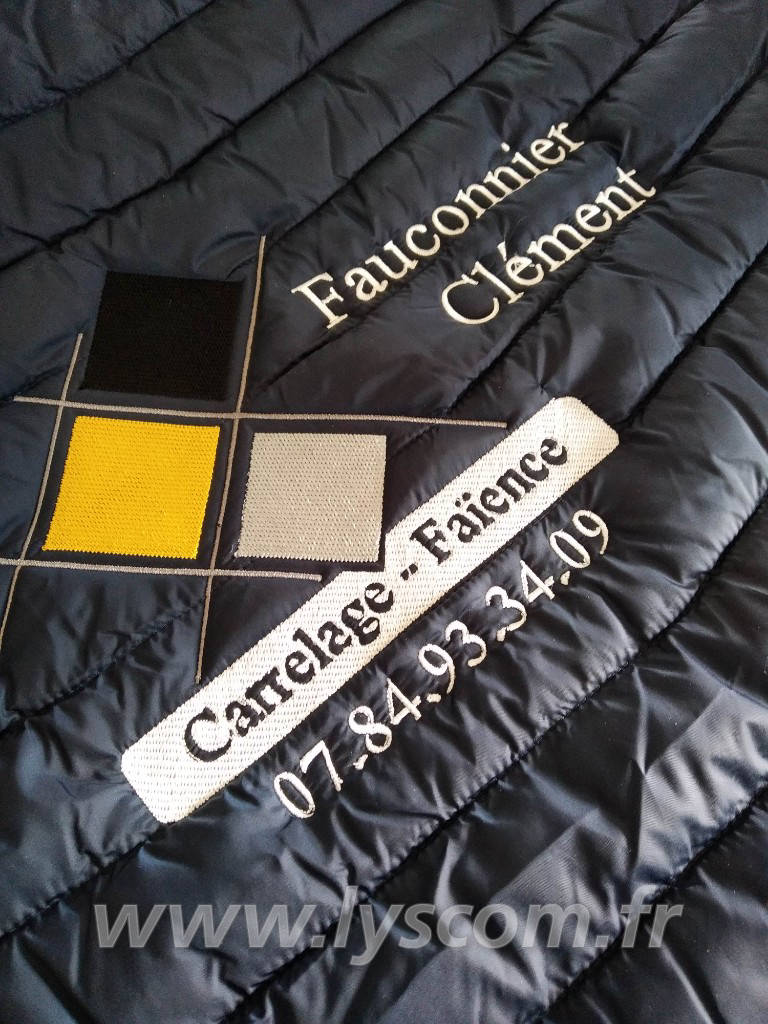 Fauconnier
Clément
Carrelage - Faïence
07.84.93.34.09
www.lyscom.fr